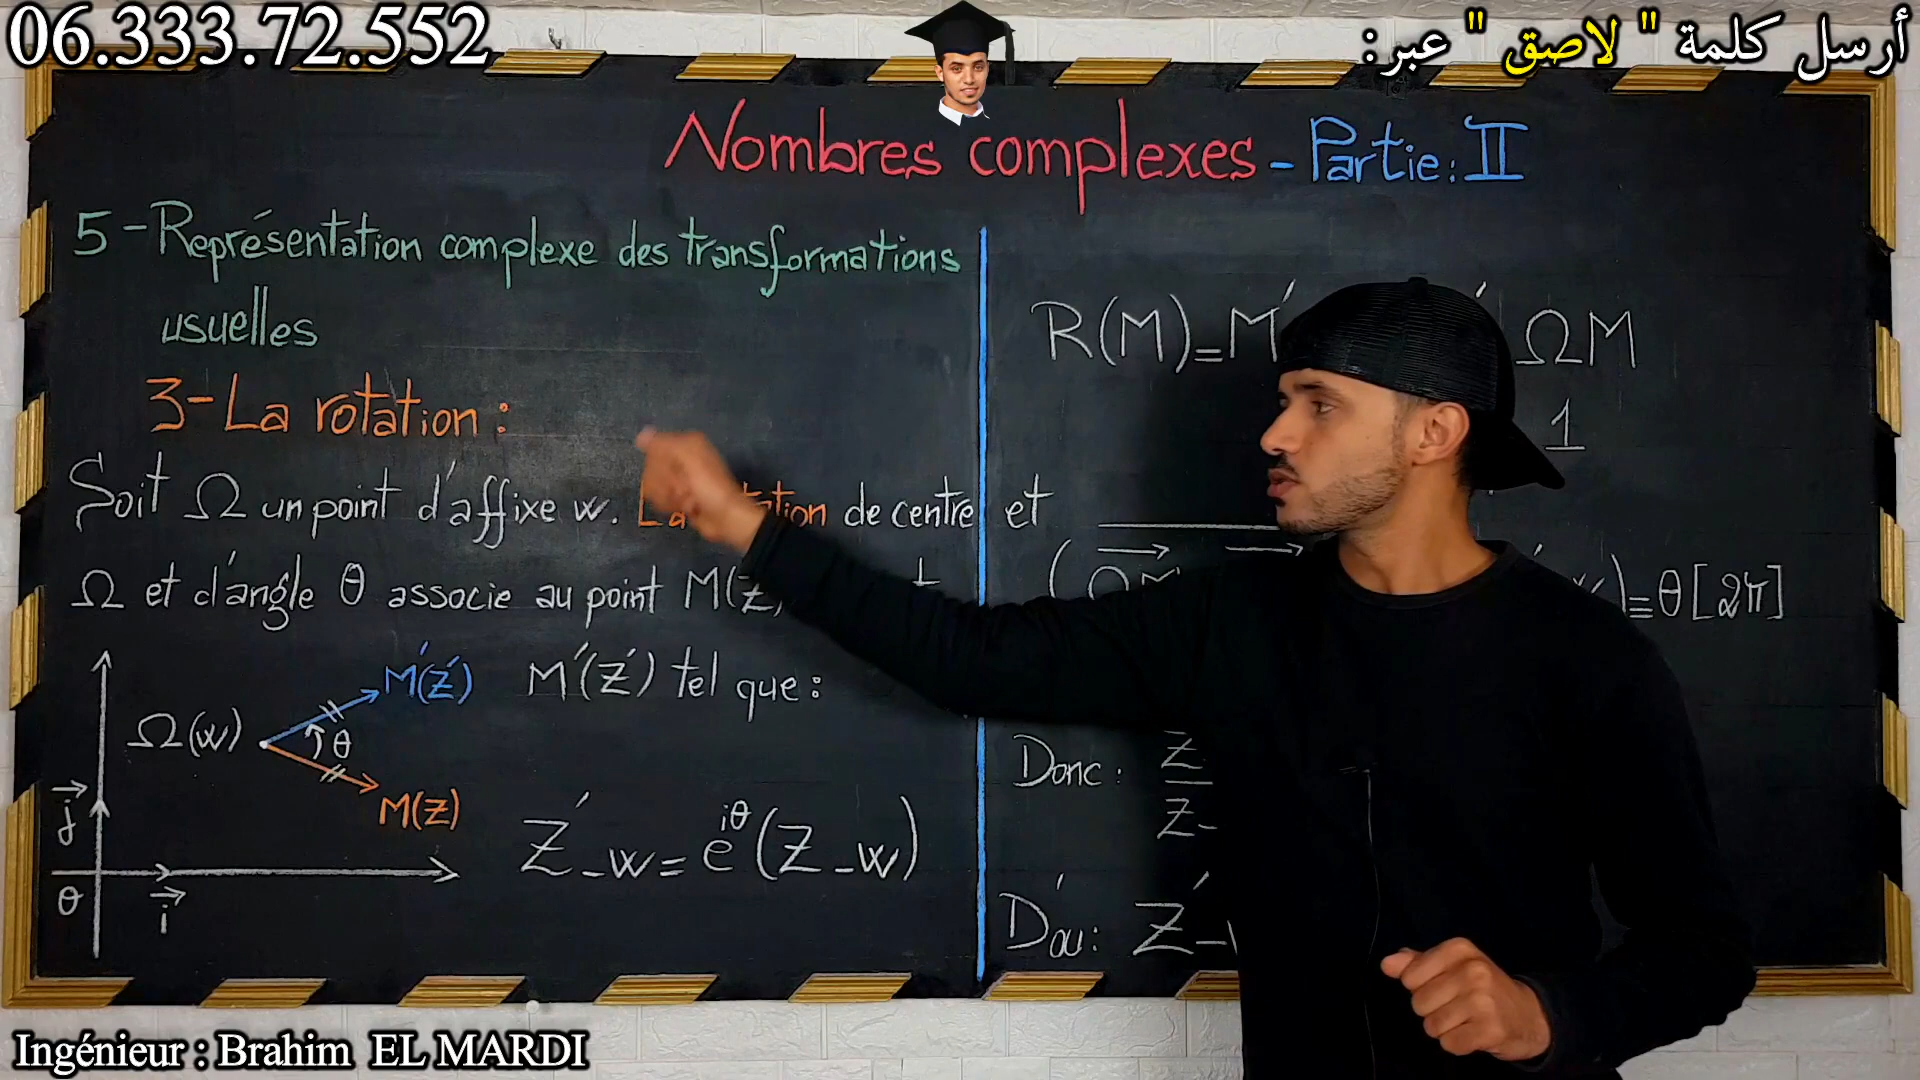 06.333.72.552
أرسل كلمة " لاصق " عبر:
Nombres complexes - Partie: II
5 - Représentation complexe des transformations
usuelles
3 - La rotation :
Soit Ω un point d'affixe w. La de centre
Ω et d'angle θ associe au point M(z)
M'(z') tel que :
M'(z')
Ω(w)
θ
M(z)
j
θ
i
z' - w = e^{iθ} (z - w)
R(M) = M' ΩM
1
et
) ≡ θ [2π]
Donc : z
z -
D'où : z' -
Ingénieur : Brahim EL MARDI